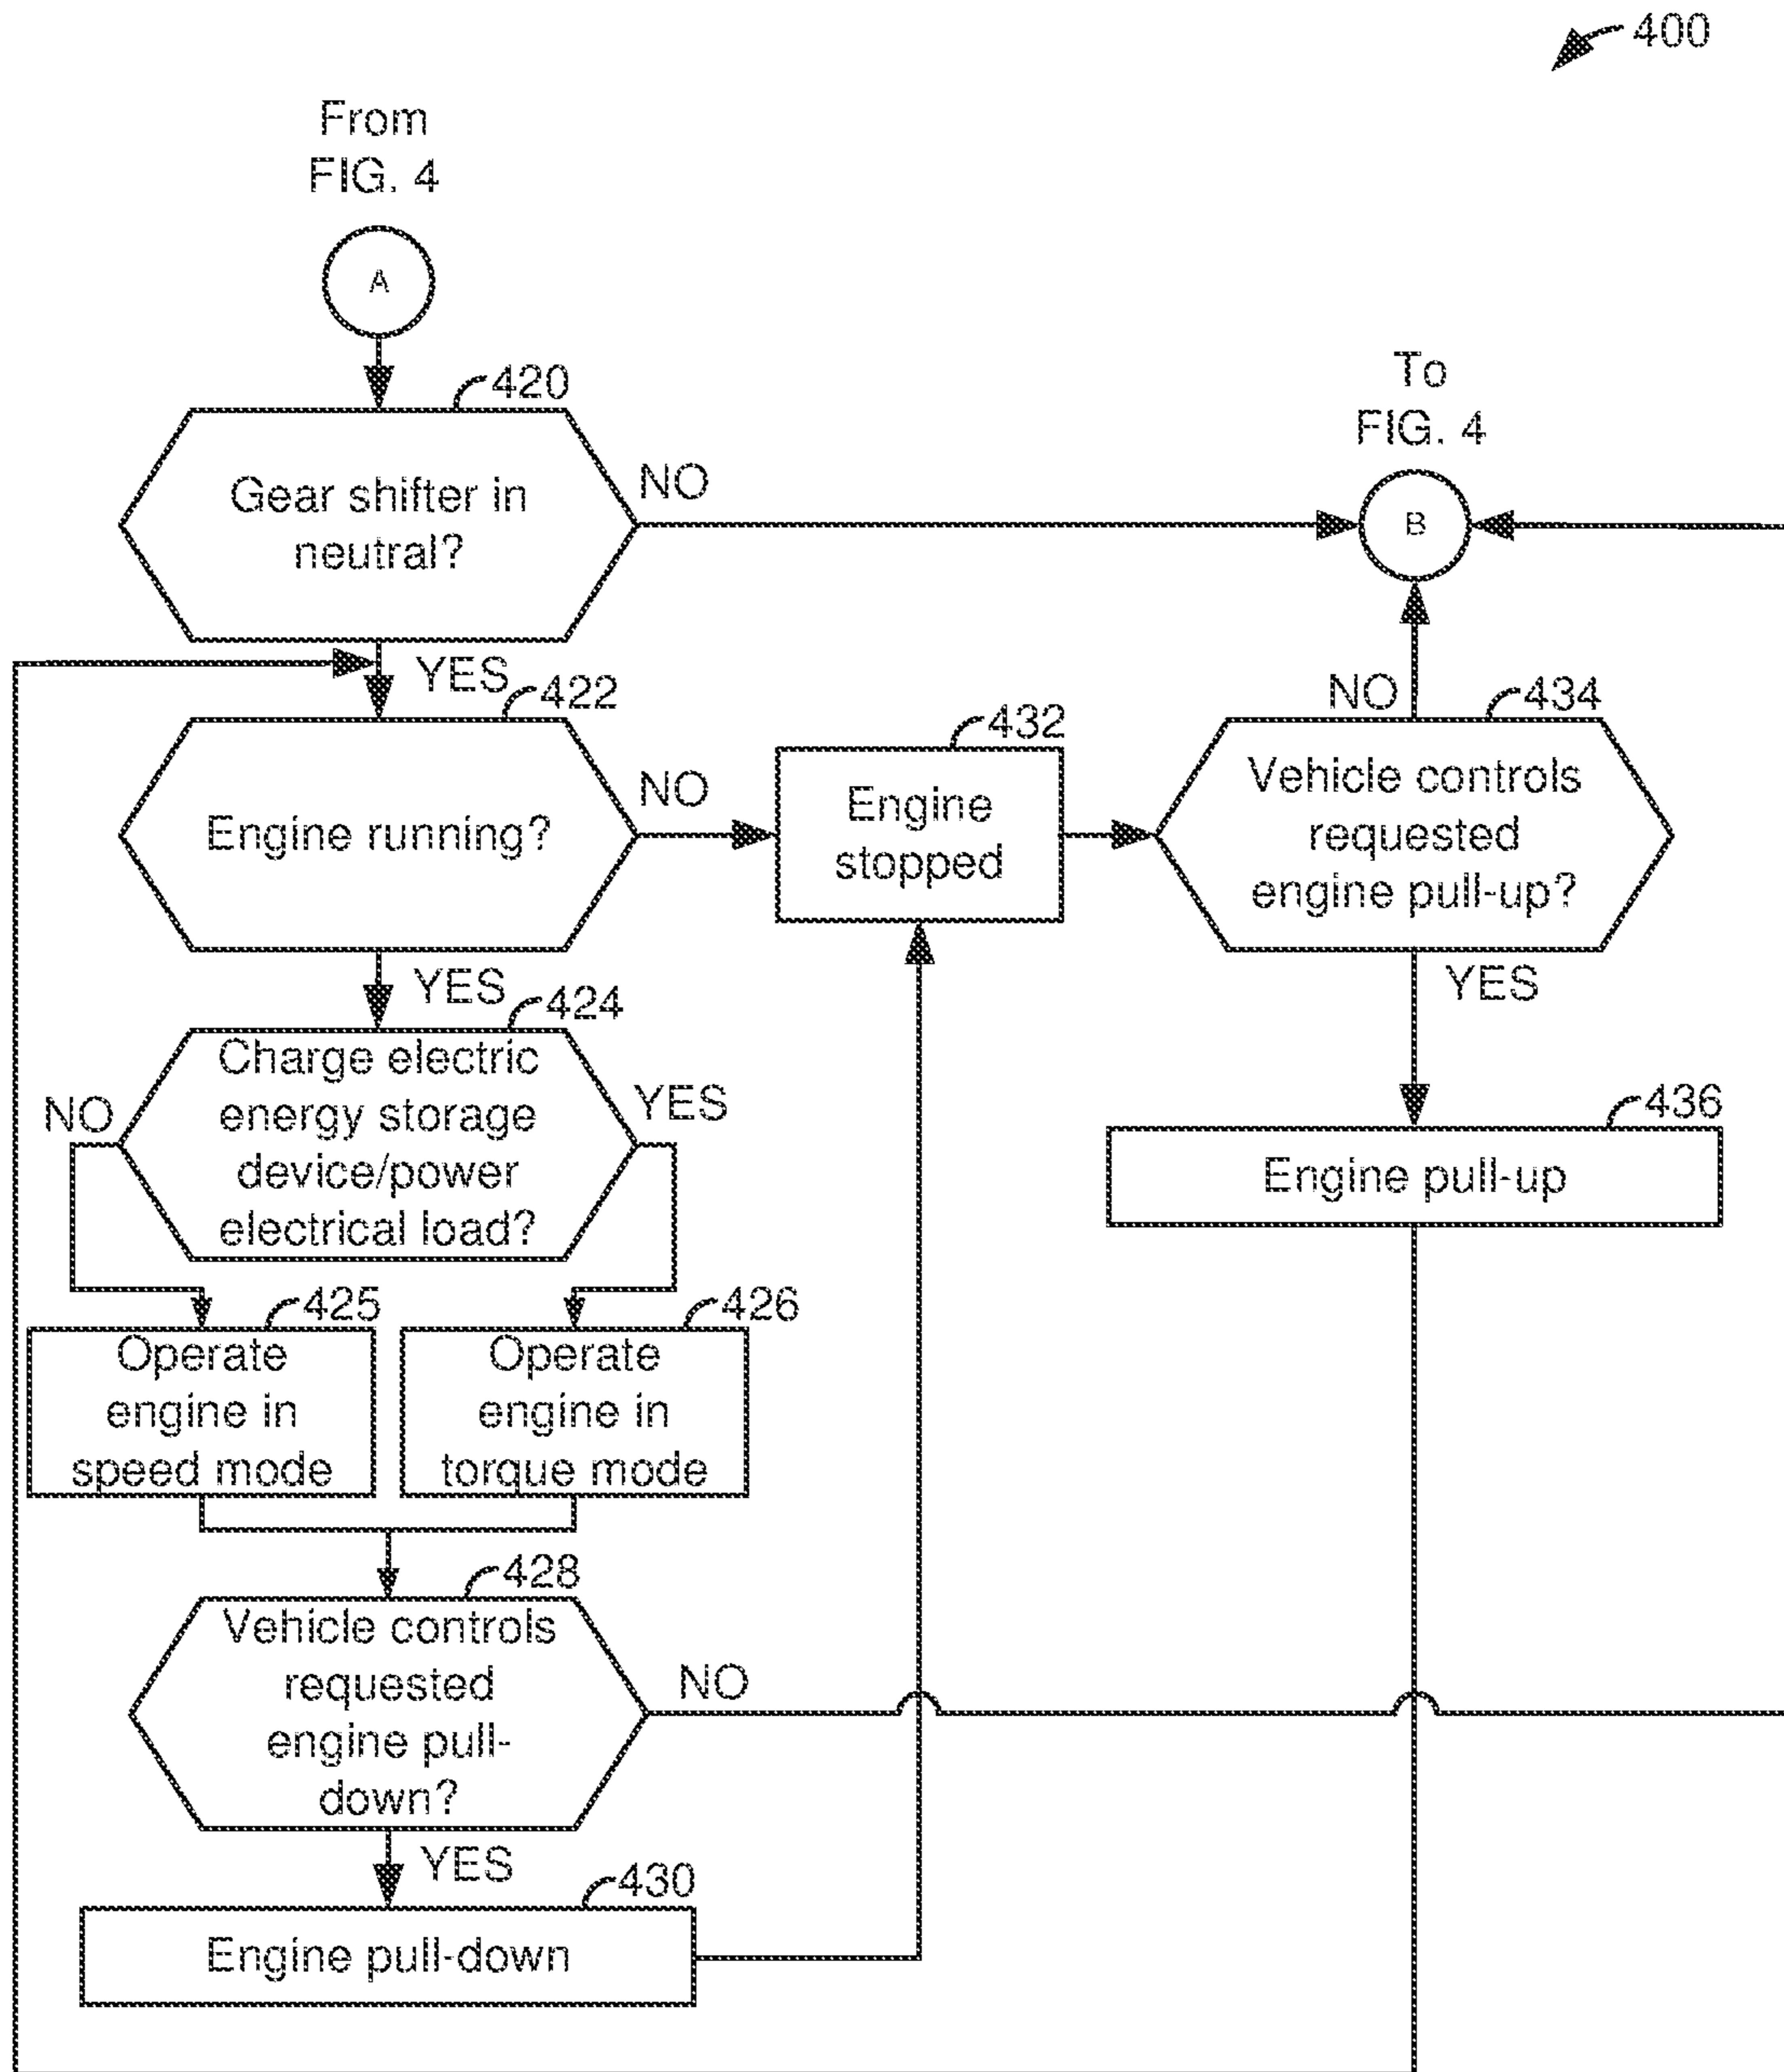 400
From
FIG. 4
A
420
Gear shifter in
neutral?
NO
To
FIG. 4
B
YES
422
Engine running?
NO
432
Engine
stopped
NO
434
Vehicle controls
requested
engine pull-up?
YES
YES
424
Charge electric
energy storage
device/power
electrical load?
NO
YES
436
Engine pull-up
425
Operate
engine in
speed mode
426
Operate
engine in
torque mode
428
Vehicle controls
requested
engine pull-
down?
NO
YES
430
Engine pull-down